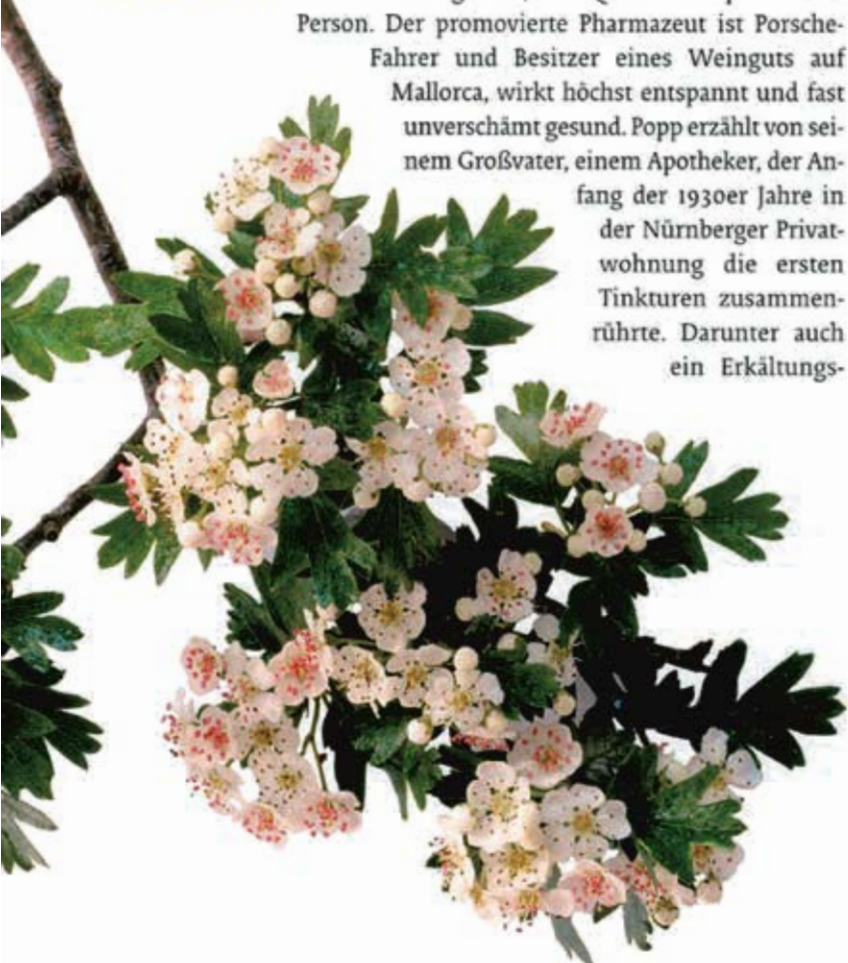 Person. Der promovierte Pharmazeut ist Porsche-
Fahrer und Besitzer eines Weinguts auf
Mallorca, wirkt höchst entspannt und fast
unverschämt gesund. Popp erzählt von sei-
nem Großvater, einem Apotheker, der An-
fang der 1930er Jahre in
der Nürnberger Privat-
wohnung die ersten
Tinkturen zusammen-
rührte. Darunter auch
ein Erkältungs-